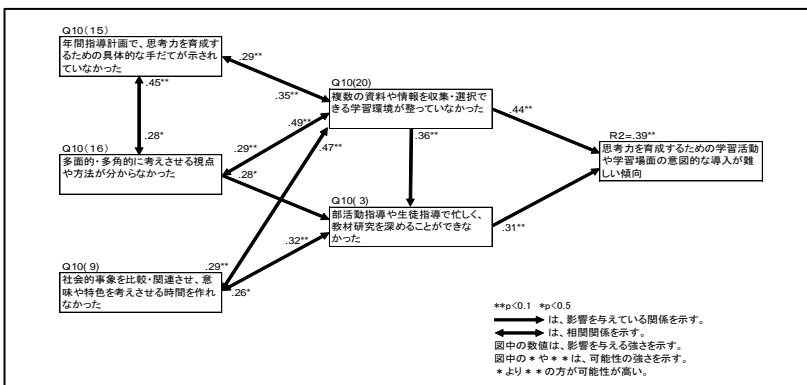 Q10(15)
年間指導計画で、思考力を育成す
るための具体的な手だてが示され
ていなかった
.29**
.45**
.35**
Q10(20)
複数の資料や情報を収集・選択で
きる学習環境が整っていなかった
.44**
.49**
.28*
.29**
.47**
.36**
R2=.39**
思考力を育成するための学習活動
や学習場面の意図的な導入が難
しい傾向
Q10(16)
多面的・多角的に考えさせる視点
や方法が分からなかった
.28*
Q10( 3)
部活動指導や生徒指導で忙しく、
教材研究を深めることができな
かった
.31**
.32**
.29**
.26*
Q10( 9)
社会的事象を比較・関連させ、意
味や特色を考えさせる時間を作れ
なかった
**p<0.1 *p<0.5
は、影響を与えている関係を示す。
は、相関関係を示す。
図中の数値は、影響を与える強さを示す。
図中の*や**は、可能性の強さを示す。
*より**の方が可能性が高い。